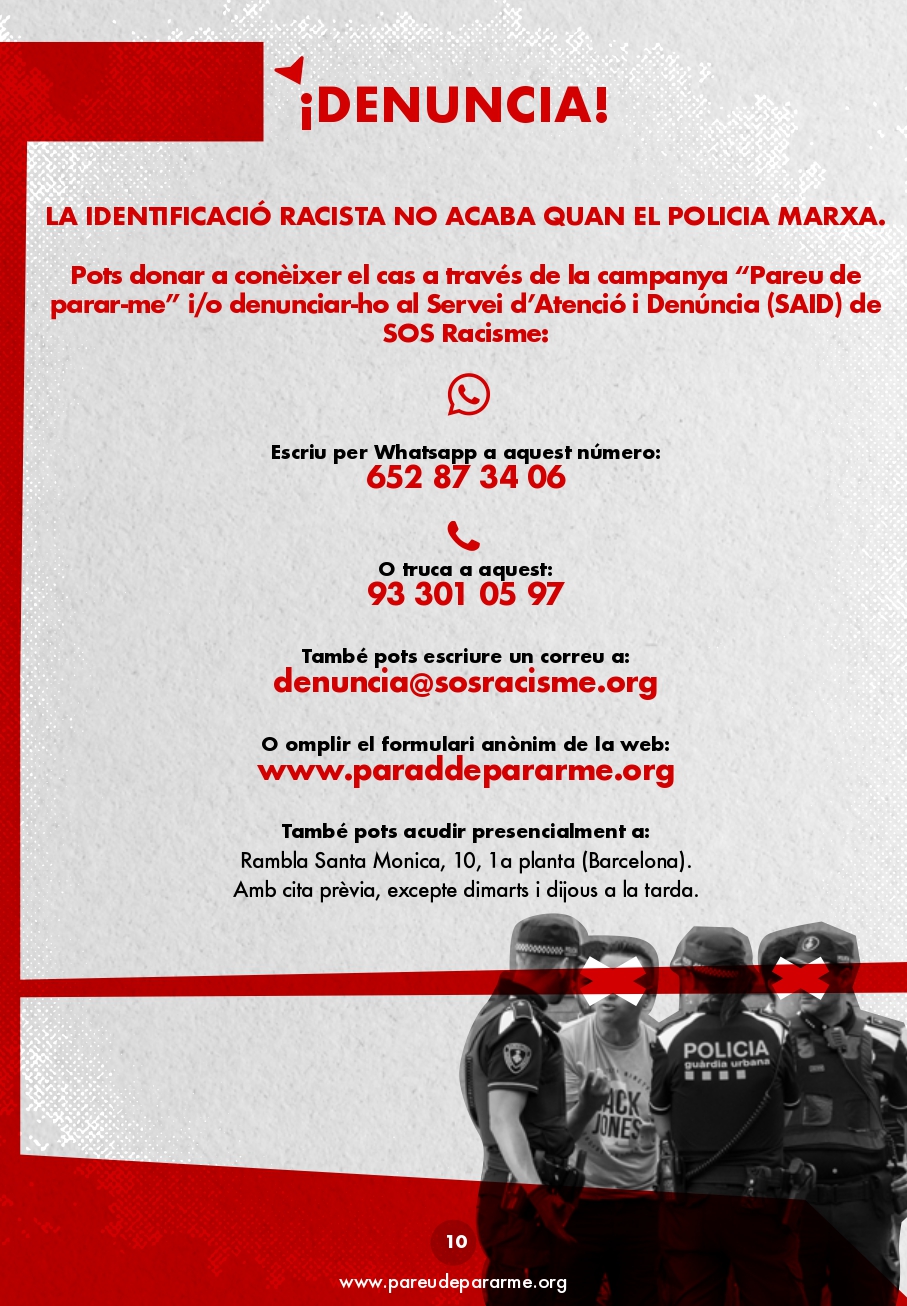 ¡DENUNCIA!
LA IDENTIFICACIÓ RACISTA NO ACABA QUAN EL POLICIA MARXA.
Pots donar a conèixer el cas a través de la campanya “Pareu de
parar-me” i/o denunciar-ho al Servei d’Atenció i Denúncia (SAID) de
SOS Racisme:
Escriu per Whatsapp a aquest número:
652 87 34 06
O truca a aquest:
93 301 05 97
També pots escriure un correu a:
denuncia@sosracisme.org
O omplir el formulari anònim de la web:
www.paraddepararme.org
També pots acudir presencialment a:
Rambla Santa Monica, 10, 1a planta (Barcelona).
Amb cita prèvia, excepte dimarts i dijous a la tarda.
POLICIA
guàrdia urbana
JACK
JONES
10
www.pareudepararme.org